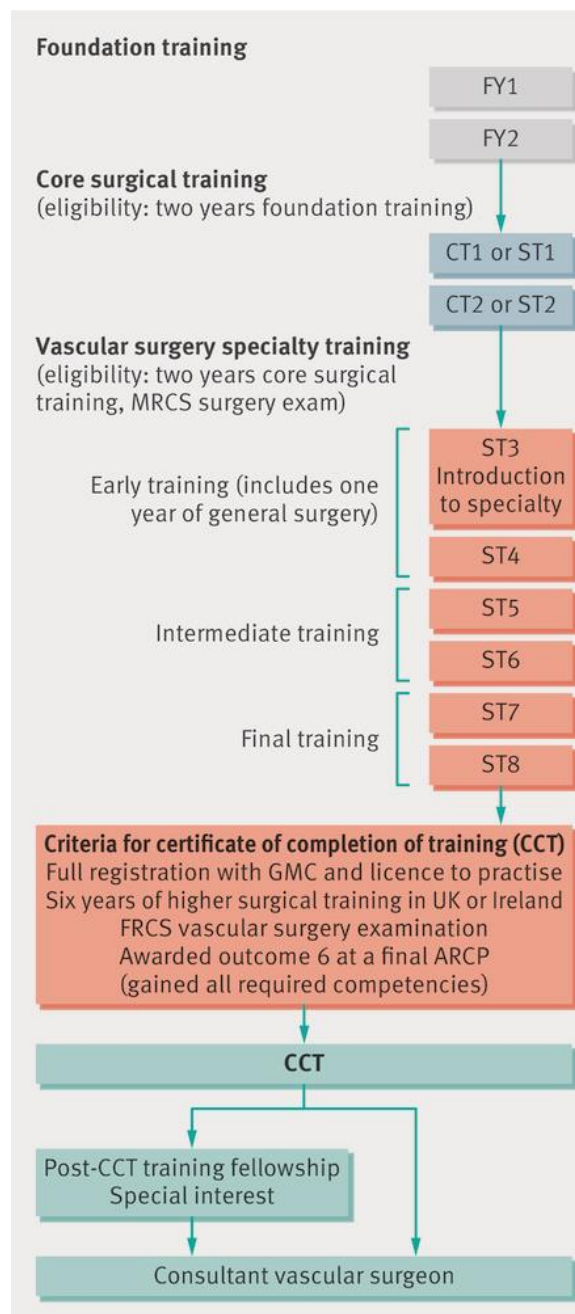 Foundation training
FY1
FY2
Core surgical training
(eligibility: two years foundation training)
CT1 or ST1
CT2 or ST2
Vascular surgery specialty training
(eligibility: two years core surgical
training, MRCS surgery exam)
Early training (includes one
year of general surgery)
ST3
Introduction
to specialty
ST4
Intermediate training
ST5
ST6
Final training
ST7
ST8
Criteria for certificate of completion of training (CCT)
Full registration with GMC and licence to practise
Six years of higher surgical training in UK or Ireland
FRCS vascular surgery examination
Awarded outcome 6 at a final ARCP
(gained all required competencies)
CCT
Post-CCT training fellowship
Special interest
Consultant vascular surgeon